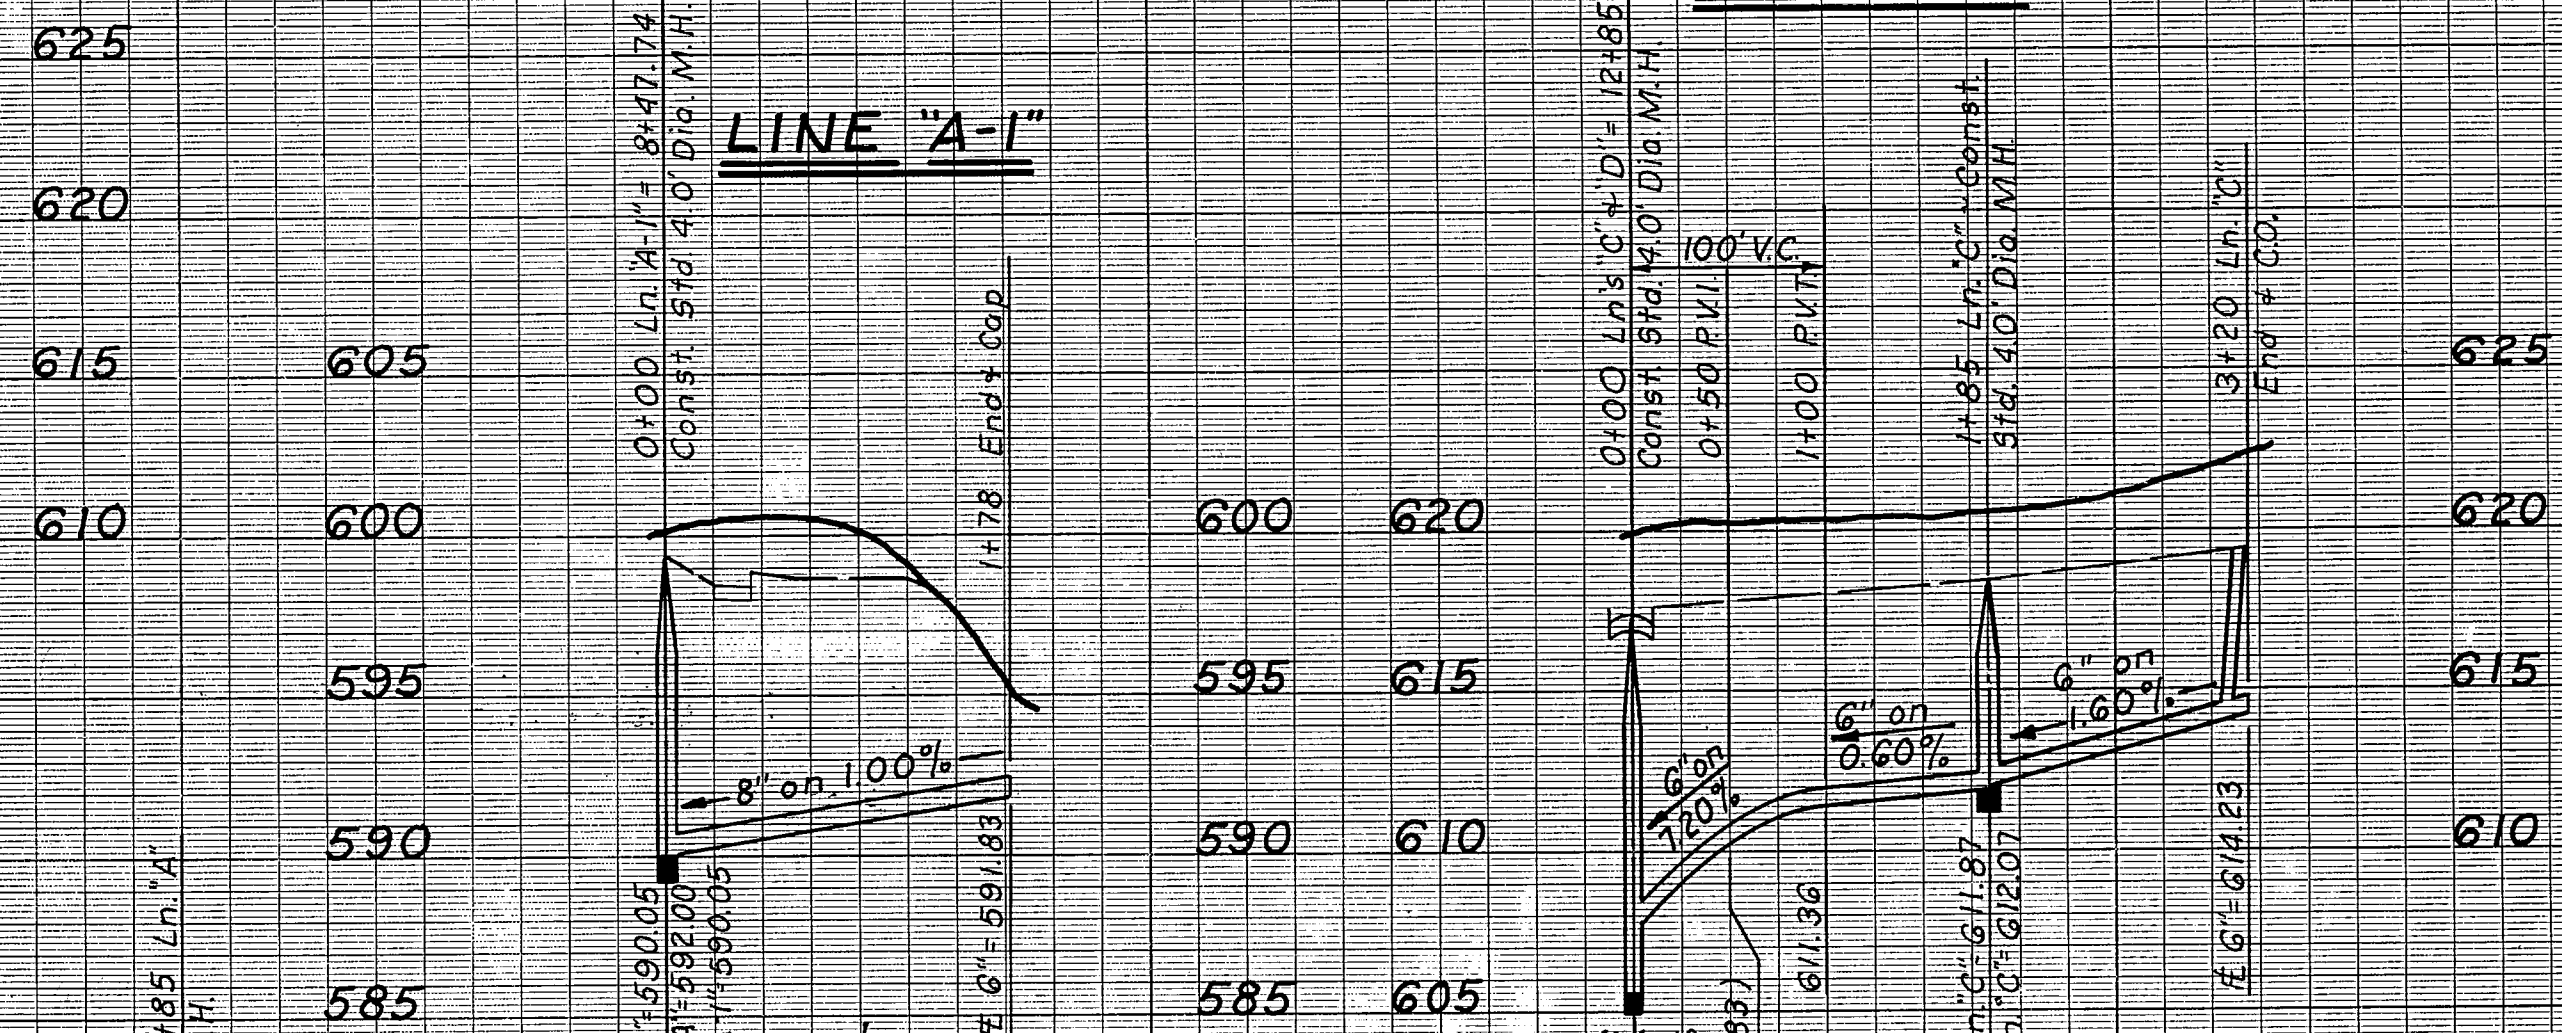 625
620
615
610
605
600
595
590
585
+85 Ln. "A"
H.
0+00 Ln. "A-1" = 8+47.74
Const. Std. 4.0' Dia. M.H.
LINE "A-1"
1+78 End & Cap
8" on 1.00%
"=590.05
"=592.00
-1"=590.05
℄ 6"=591.83
600
595
590
585
620
615
610
605
0+00 Ln's "C" & "D" = 12+85
Const. Std. 4.0' Dia. M.H.
100' V.C.
0+50 P.V.I.
1+00 P.V.T.
1+85 Ln. "C" ~ Const.
Std. 4.0' Dia. M.H.
3+20 Ln. "C"
End & C.O.
6" on
7.20%
6" on
0.60%
6" on
1.60%
83)
611.36
n. "C"=611.87
n. "C"=612.07
℄ 6"=614.23
625
620
615
610